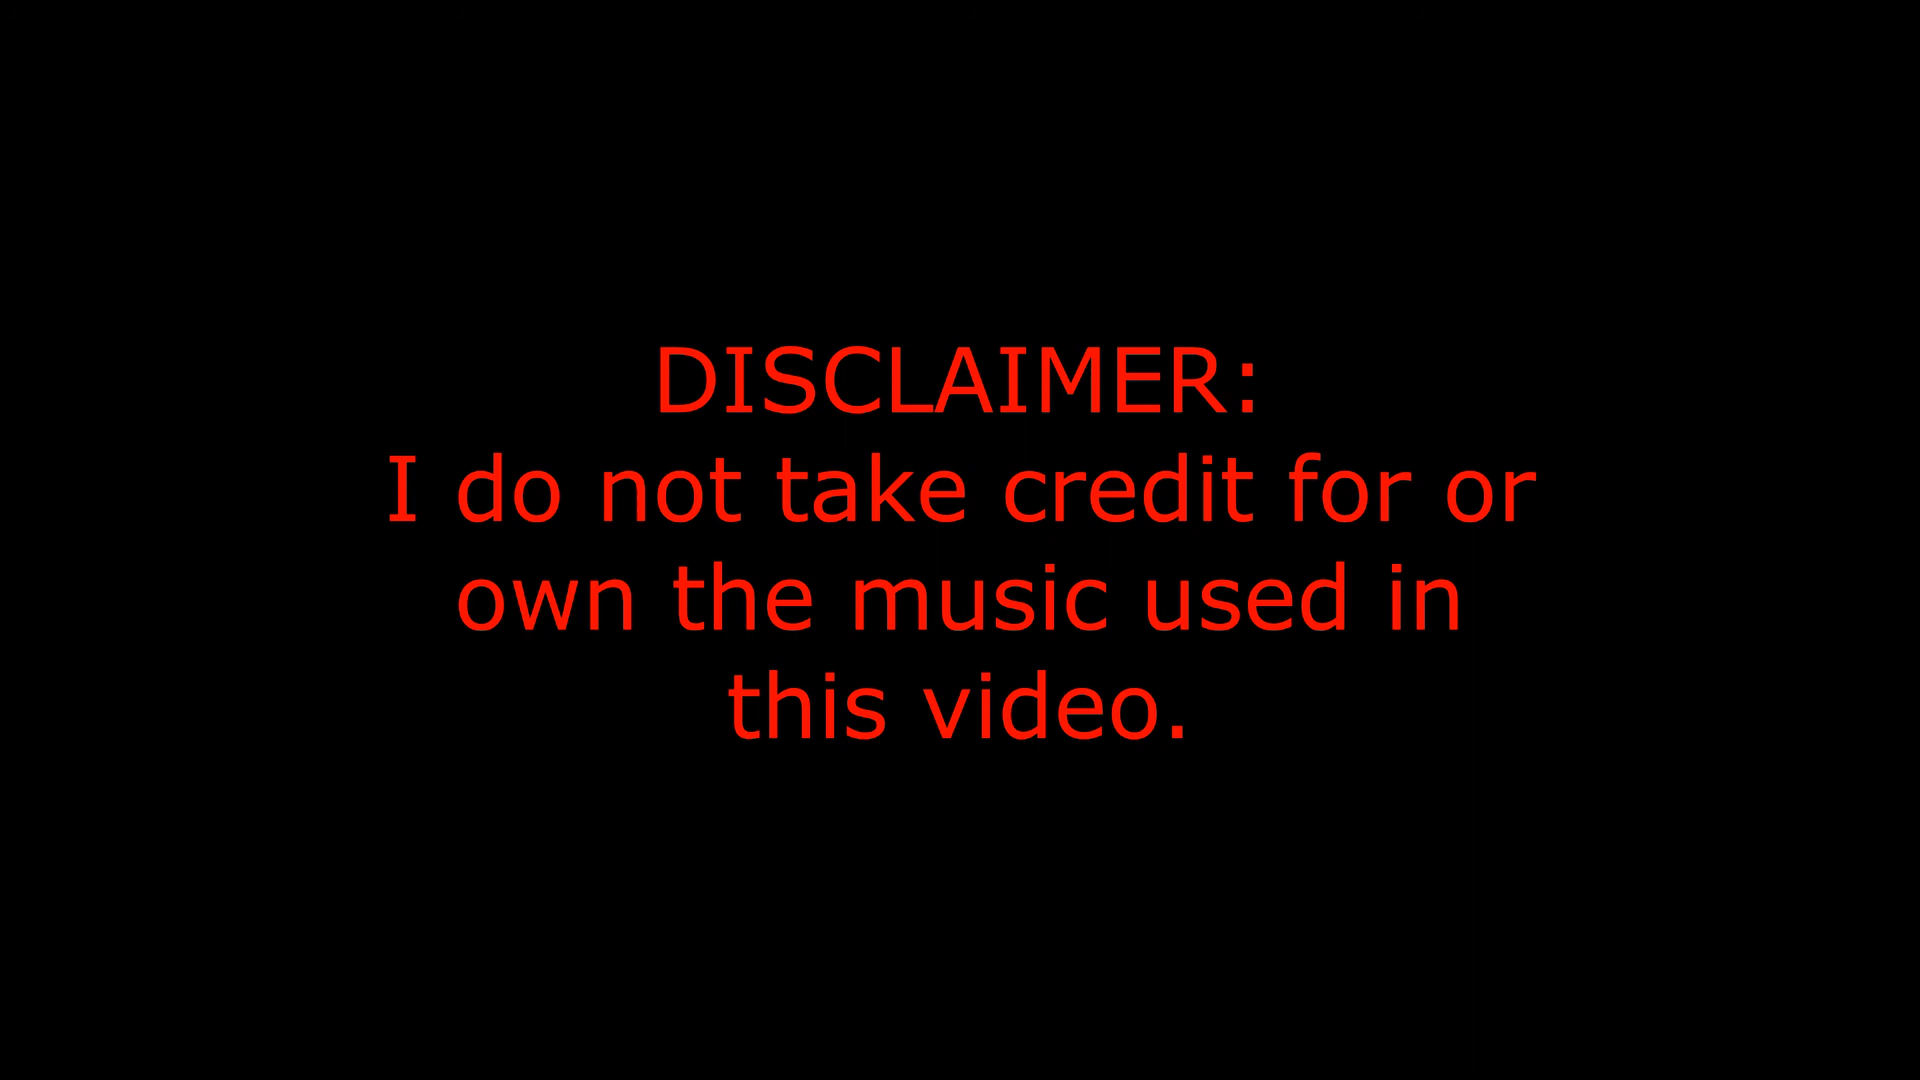 DISCLAIMER:
I do not take credit for or
own the music used in
this video.